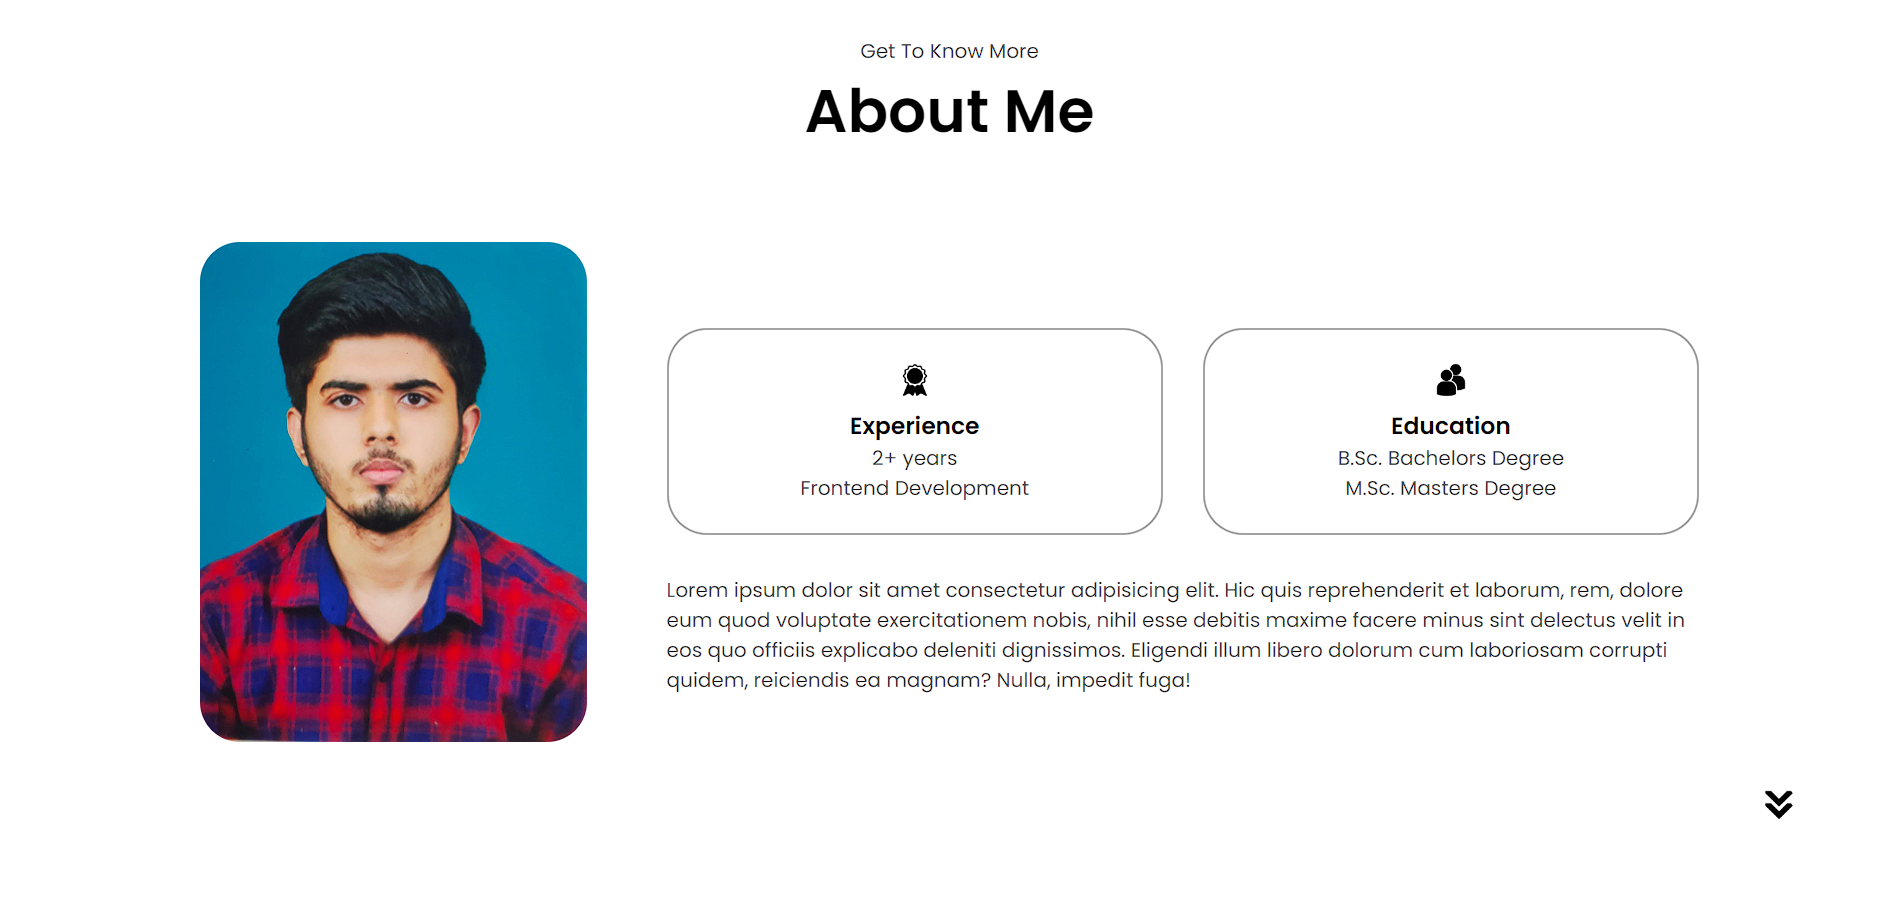 Get To Know More
About Me
Experience
2+ years
Frontend Development
Education
B.Sc. Bachelors Degree
M.Sc. Masters Degree
Lorem ipsum dolor sit amet consectetur adipisicing elit. Hic quis reprehenderit et laborum, rem, dolore
eum quod voluptate exercitationem nobis, nihil esse debitis maxime facere minus sint delectus velit in
eos quo officiis explicabo deleniti dignissimos. Eligendi illum libero dolorum cum laboriosam corrupti
quidem, reiciendis ea magnam? Nulla, impedit fuga!